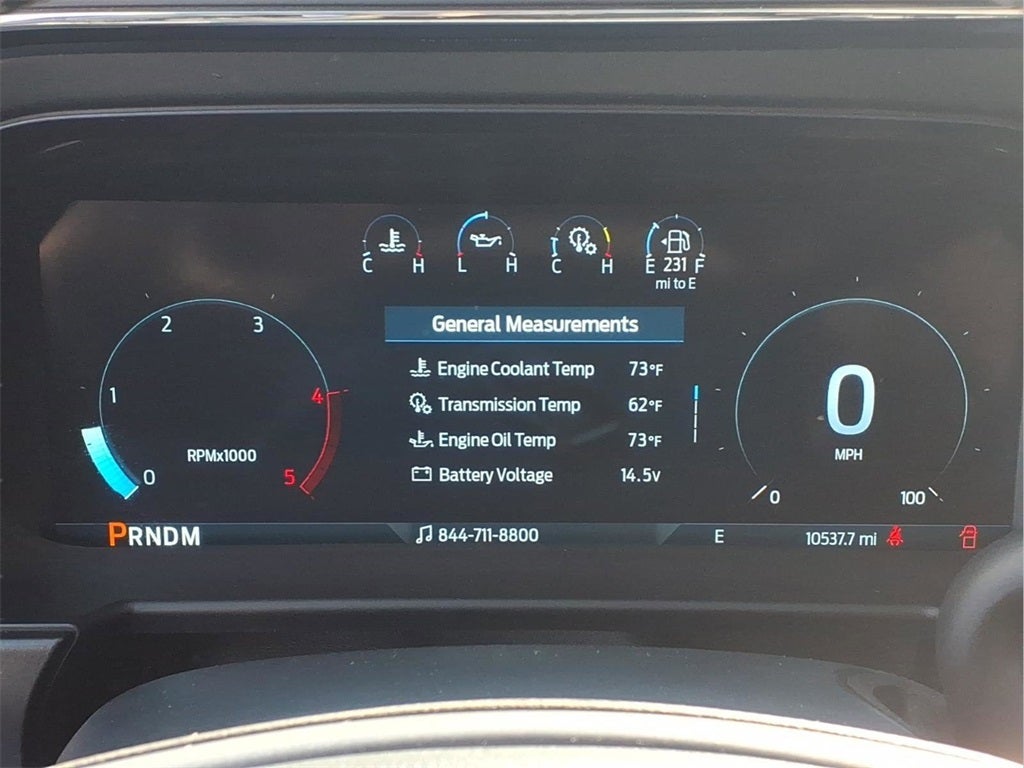 C H L H C H E 231 F
mi to E
General Measurements
2 3
1
4
0
5
RPMx1000
Engine Coolant Temp 73°F
Transmission Temp 62°F
Engine Oil Temp 73°F
Battery Voltage 14.5v
0
MPH
0 100
PRNDM
844-711-8800
E
10537.7 mi